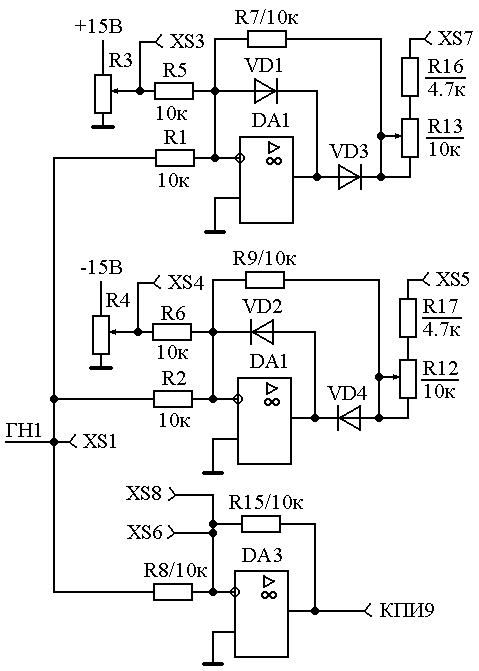 R7/10к
+15В
XS3
XS7
R3
R5
VD1
R16
4.7к
10к
DA1
R1
R13
10к
▷
∞
VD3
10к
R9/10к
-15В
XS4
XS5
R4
R6
VD2
R17
4.7к
10к
DA1
R2
R12
10к
▷
∞
VD4
10к
ГН1
XS1
XS8
R15/10к
XS6
DA3
R8/10к
▷
∞
КПИ9